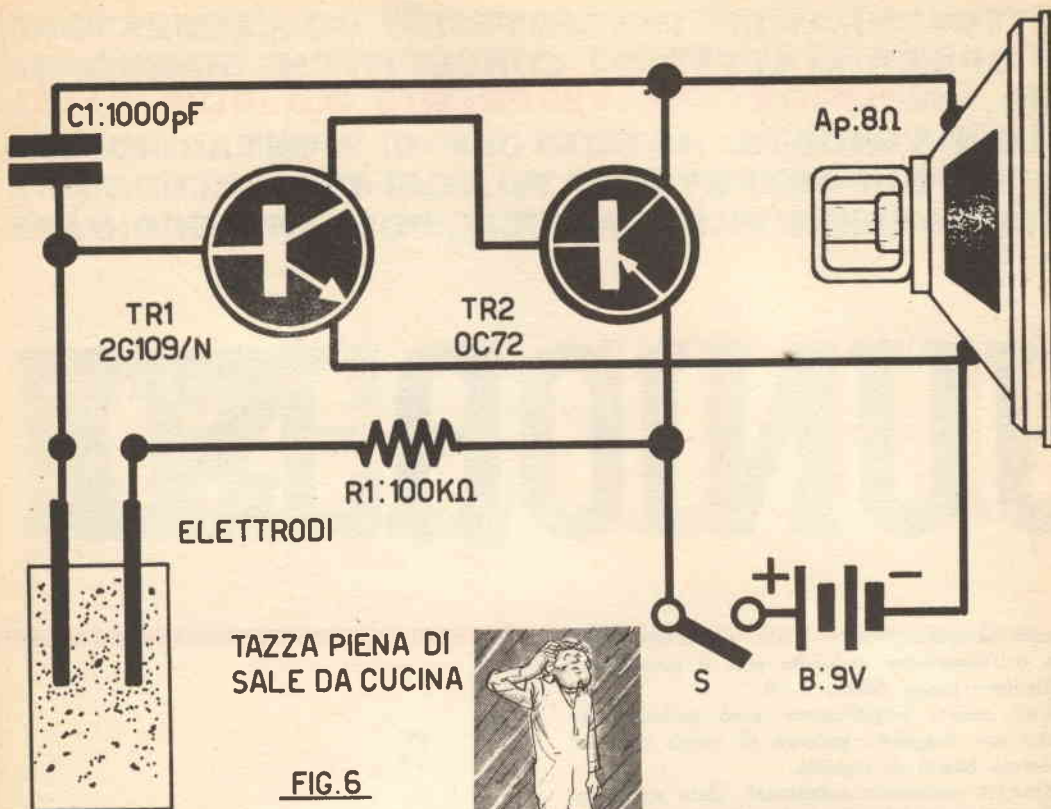 C1:1000pF
Ap:8Ω
TR1
2G109/N
TR2
OC72
R1:100KΩ
ELETTRODI
+ -
TAZZA PIENA DI
SALE DA CUCINA
S
B:9V
FIG.6